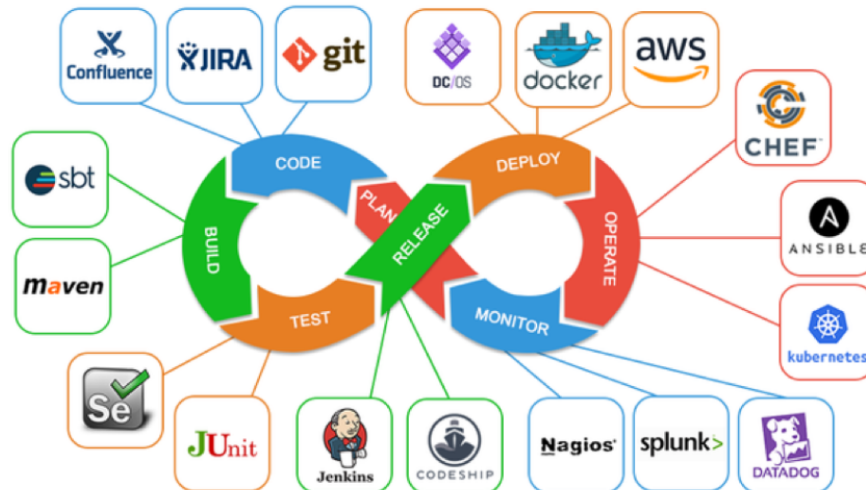 Confluence
JIRA
git
DC/OS
docker
aws
CHEF™
sbt
CODE
DEPLOY
PLAN
RELEASE
BUILD
OPERATE
ANSIBLE
maven
TEST
MONITOR
kubernetes
Se
JUnit
Jenkins
CODESHIP
Nagios®
splunk>
DATADOG